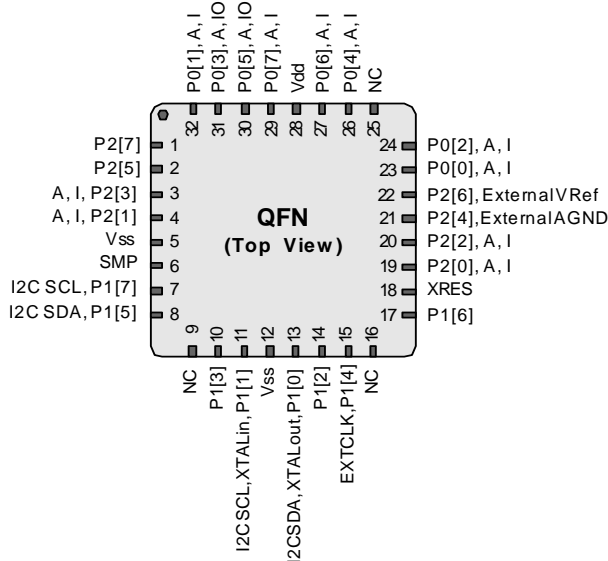 P0[1], A, I
P0[3], A, IO
P0[5], A, IO
P0[7], A, I
Vdd
P0[6], A, I
P0[4], A, I
NC
32
31
30
29
28
27
26
25
P2[7] 1
P2[5] 2
A, I, P2[3] 3
A, I, P2[1] 4
Vss 5
SMP 6
I2C SCL, P1[7] 7
I2C SDA, P1[5] 8
QFN
(Top View)
24 P0[2], A, I
23 P0[0], A, I
22 P2[6], External VRef
21 P2[4], External AGND
20 P2[2], A, I
19 P2[0], A, I
18 XRES
17 P1[6]
9
10
11
12
13
14
15
16
NC
P1[3]
I2C SCL, XTALin, P1[1]
Vss
I2C SDA, XTALout, P1[0]
P1[2]
EXTCLK, P1[4]
NC